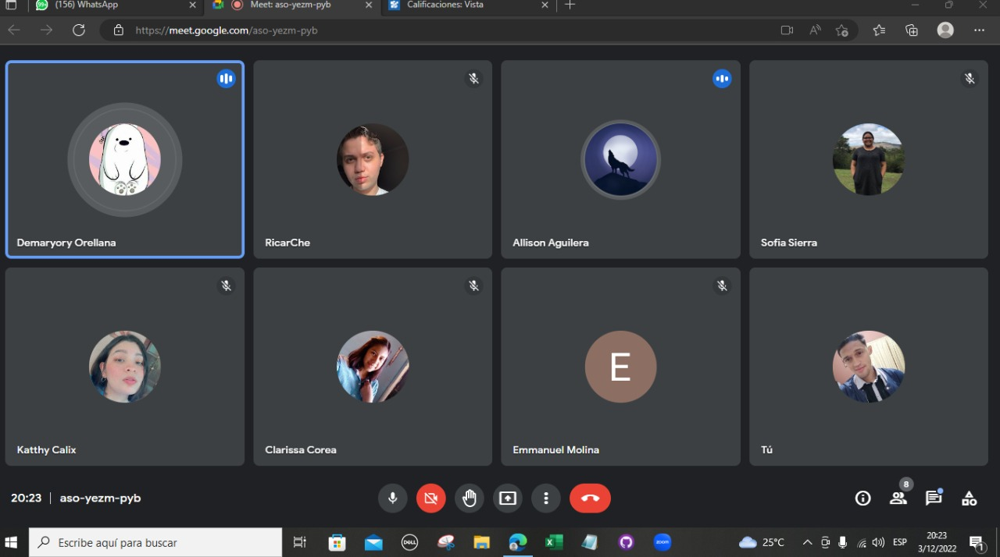 (156) WhatsApp
Meet: aso-yezm-pyb
Calificaciones: Vista
https://meet.google.com/aso-yezm-pyb
Demaryory Orellana
RicarChe
Allison Aguilera
Sofia Sierra
Katthy Calix
Clarissa Corea
E
Emmanuel Molina
Tú
20:23 | aso-yezm-pyb
8
Escribe aquí para buscar
DELL
zoom
25°C
ESP
20:23
3/12/2022
1